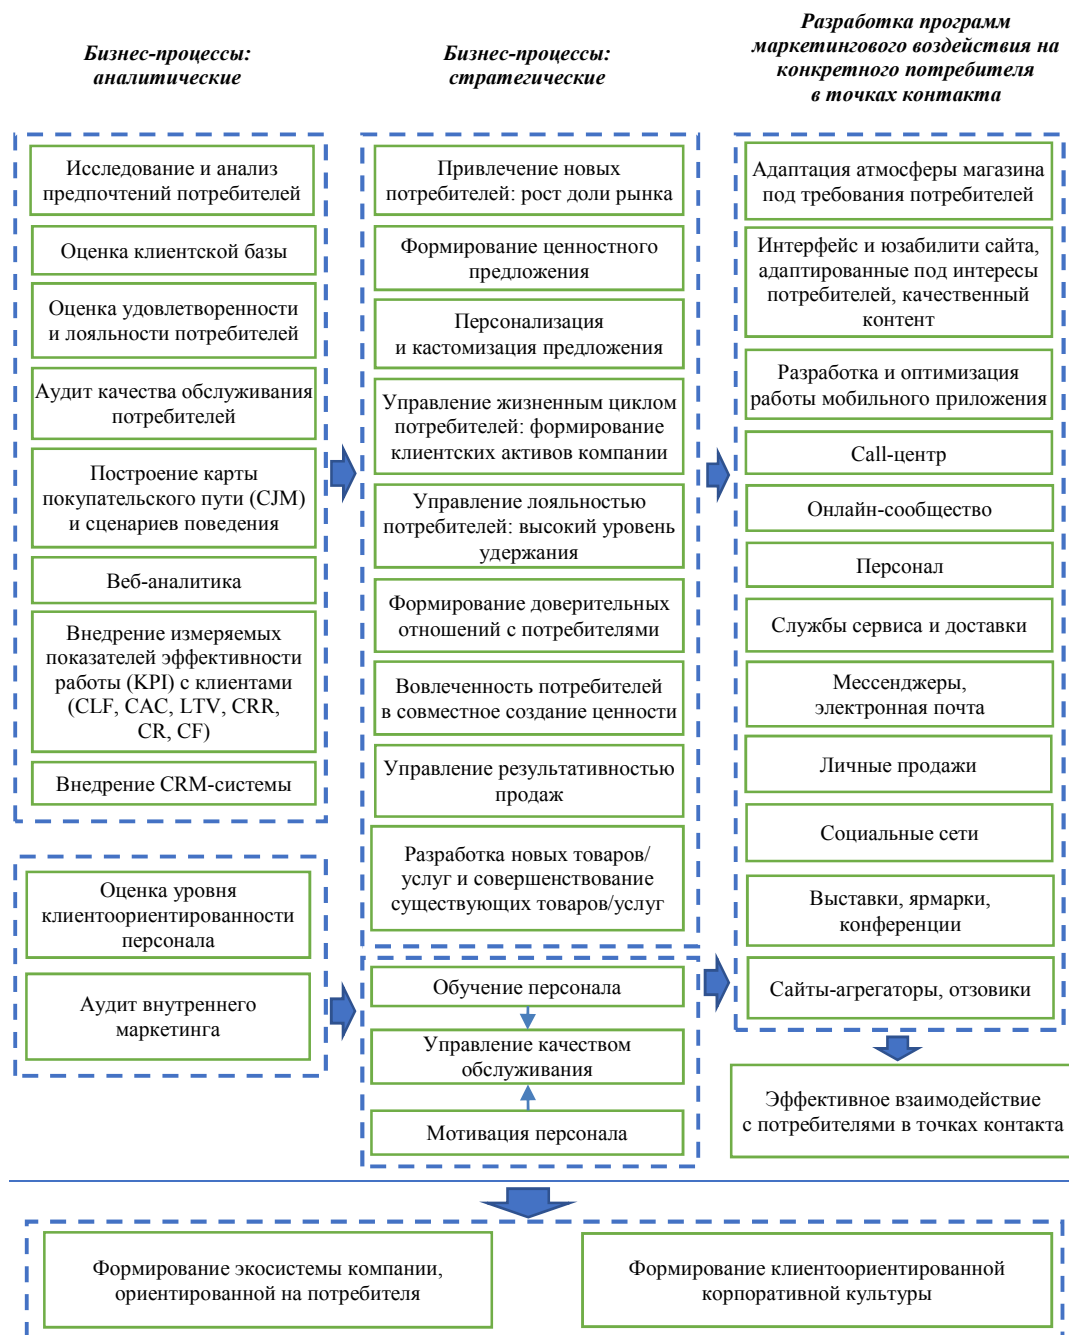 Бизнес-процессы:
аналитические
Бизнес-процессы:
стратегические
Разработка программ
маркетингового воздействия на
конкретного потребителя
в точках контакта
Исследование и анализ
предпочтений потребителей
Оценка клиентской базы
Оценка удовлетворенности
и лояльности потребителей
Аудит качества обслуживания
потребителей
Построение карты
покупательского пути (CJM)
и сценариев поведения
Веб-аналитика
Внедрение измеряемых
показателей эффективности
работы (KPI) с клиентами
(CLF, CAC, LTV, CRR,
CR, CF)
Внедрение CRM-системы
Оценка уровня
клиентоориентированности
персонала
Аудит внутреннего
маркетинга
Привлечение новых
потребителей: рост доли рынка
Формирование ценностного
предложения
Персонализация
и кастомизация предложения
Управление жизненным циклом
потребителей: формирование
клиентских активов компании
Управление лояльностью
потребителей: высокий уровень
удержания
Формирование доверительных
отношений с потребителями
Вовлеченность потребителей
в совместное создание ценности
Управление результативностью
продаж
Разработка новых товаров/
услуг и совершенствование
существующих товаров/услуг
Обучение персонала
Управление качеством
обслуживания
Мотивация персонала
Адаптация атмосферы магазина
под требования потребителей
Интерфейс и юзабилити сайта,
адаптированные под интересы
потребителей, качественный
контент
Разработка и оптимизация
работы мобильного приложения
Call-центр
Онлайн-сообщество
Персонал
Службы сервиса и доставки
Мессенджеры,
электронная почта
Личные продажи
Социальные сети
Выставки, ярмарки,
конференции
Сайты-агрегаторы, отзовики
Эффективное взаимодействие
с потребителями в точках контакта
Формирование экосистемы компании,
ориентированной на потребителя
Формирование клиентоориентированной
корпоративной культуры